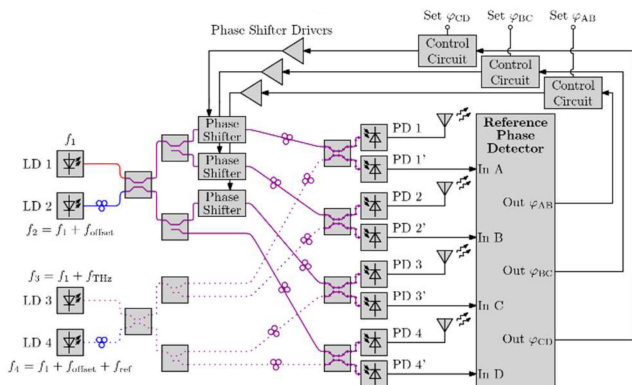 Set φCD
Set φBC
Set φAB
Phase Shifter Drivers
Control
Circuit
Control
Circuit
Control
Circuit
Phase
Shifter
Phase
Shifter
Phase
Shifter
f1
LD 1
LD 2
f2 = f1 + foffset
f3 = f1 + fTHz
LD 3
LD 4
f4 = f1 + foffset + fref
PD 1
PD 1'
PD 2
PD 2'
PD 3
PD 3'
PD 4
PD 4'
Reference
Phase
Detector
In A
Out φAB
In B
Out φBC
In C
Out φCD
In D